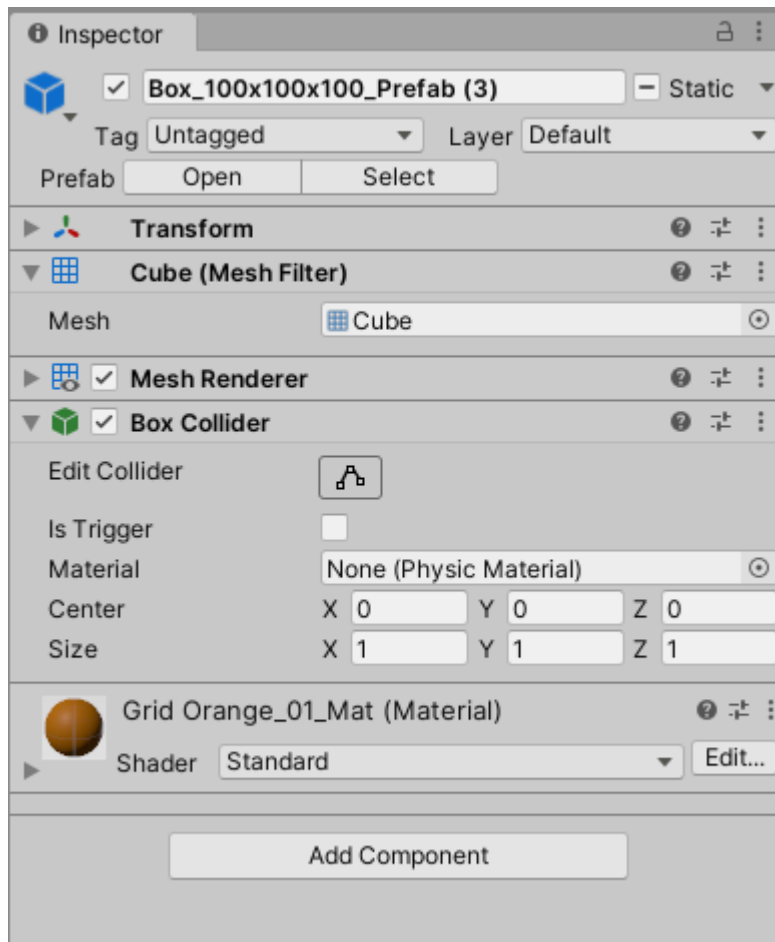 Inspector
Box_100x100x100_Prefab (3) Static
Tag Untagged Layer Default
Prefab Open Select
Transform
Cube (Mesh Filter)
Mesh Cube
Mesh Renderer
Box Collider
Edit Collider
Is Trigger
Material None (Physic Material)
Center X 0 Y 0 Z 0
Size X 1 Y 1 Z 1
Grid Orange_01_Mat (Material)
Shader Standard Edit...
Add Component